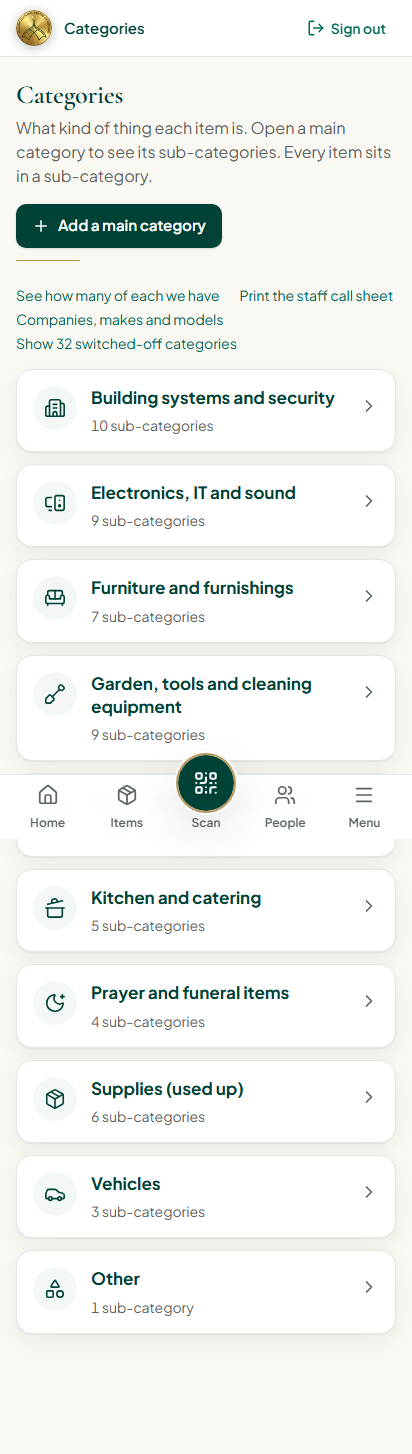 Categories
Sign out
Categories
What kind of thing each item is. Open a main
category to see its sub-categories. Every item sits
in a sub-category.
+ Add a main category
See how many of each we have
Print the staff call sheet
Companies, makes and models
Show 32 switched-off categories
Building systems and security
10 sub-categories
Electronics, IT and sound
9 sub-categories
Furniture and furnishings
7 sub-categories
Garden, tools and cleaning
equipment
9 sub-categories
Home
Items
Scan
People
Menu
Kitchen and catering
5 sub-categories
Prayer and funeral items
4 sub-categories
Supplies (used up)
6 sub-categories
Vehicles
3 sub-categories
Other
1 sub-category